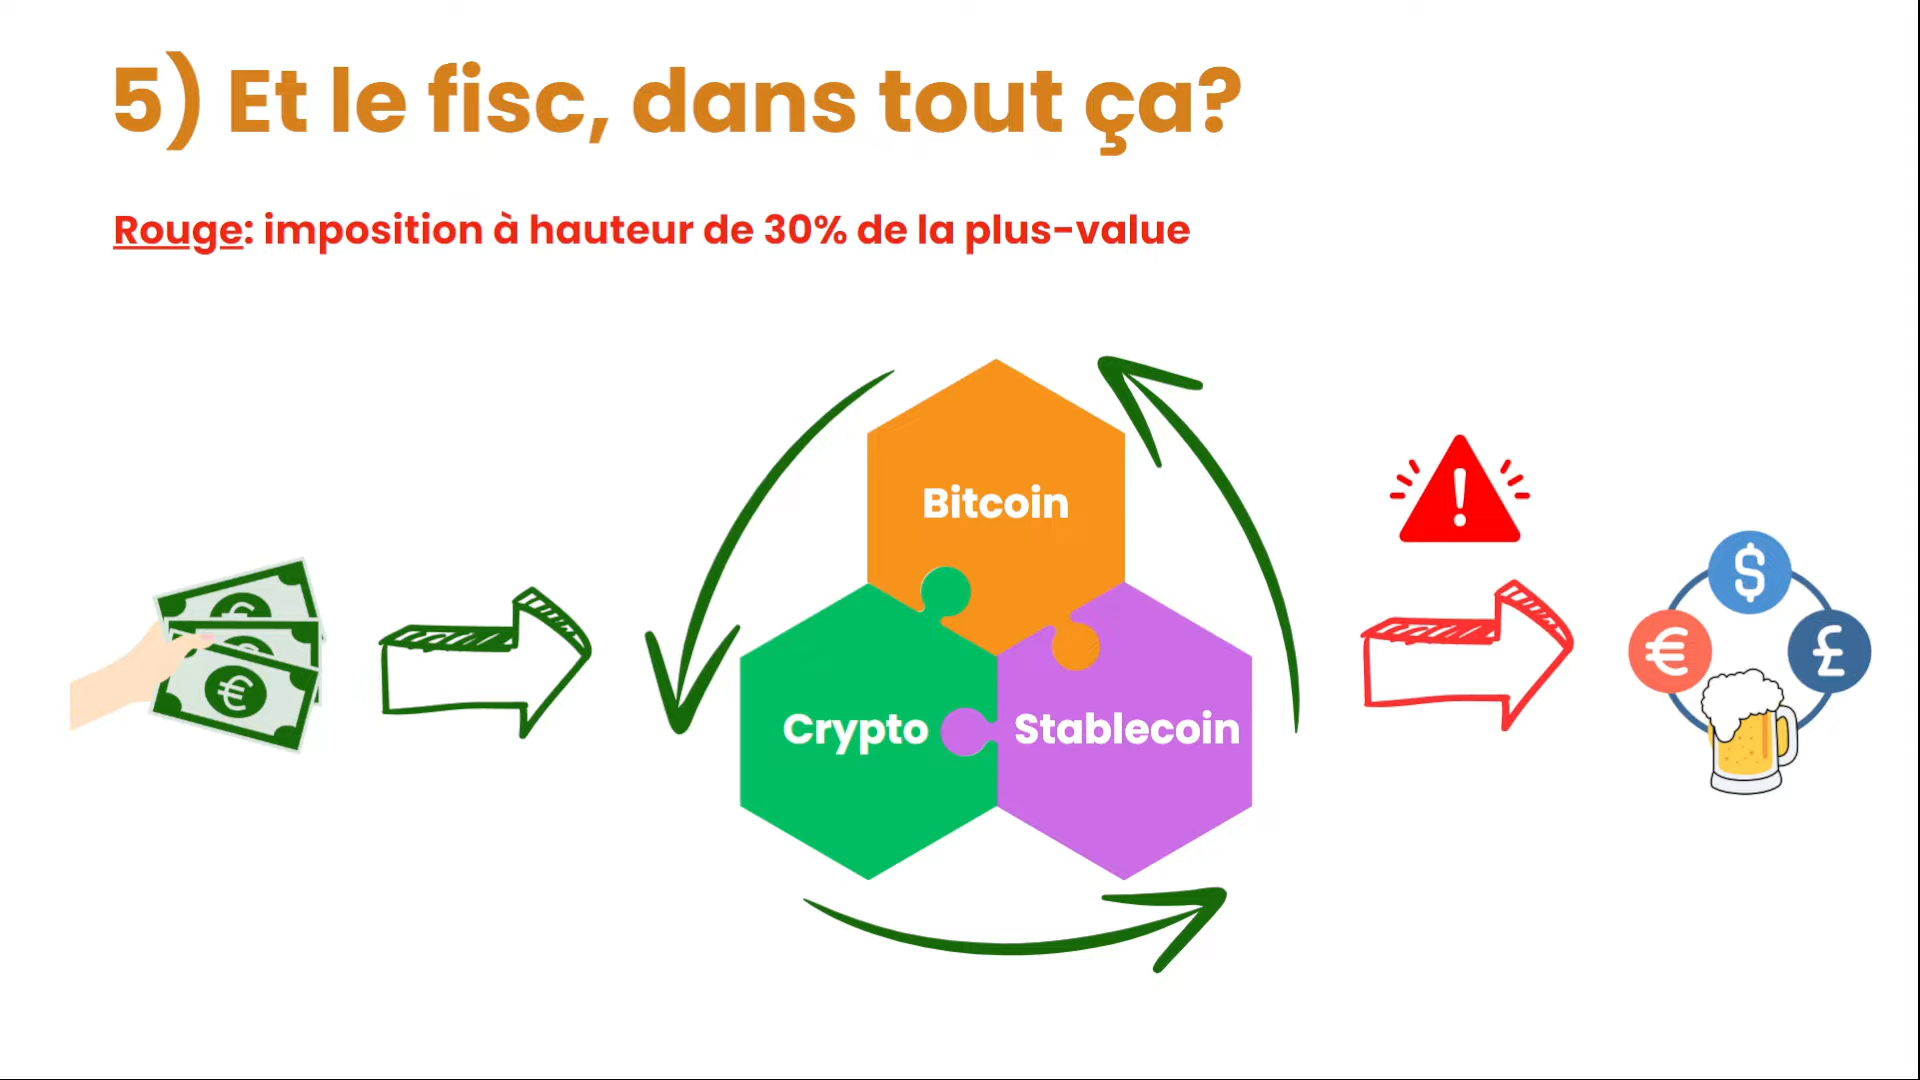 5) Et le fisc, dans tout ça?
Rouge: imposition à hauteur de 30% de la plus-value
Bitcoin
Crypto
Stablecoin
€
$
€
£
!